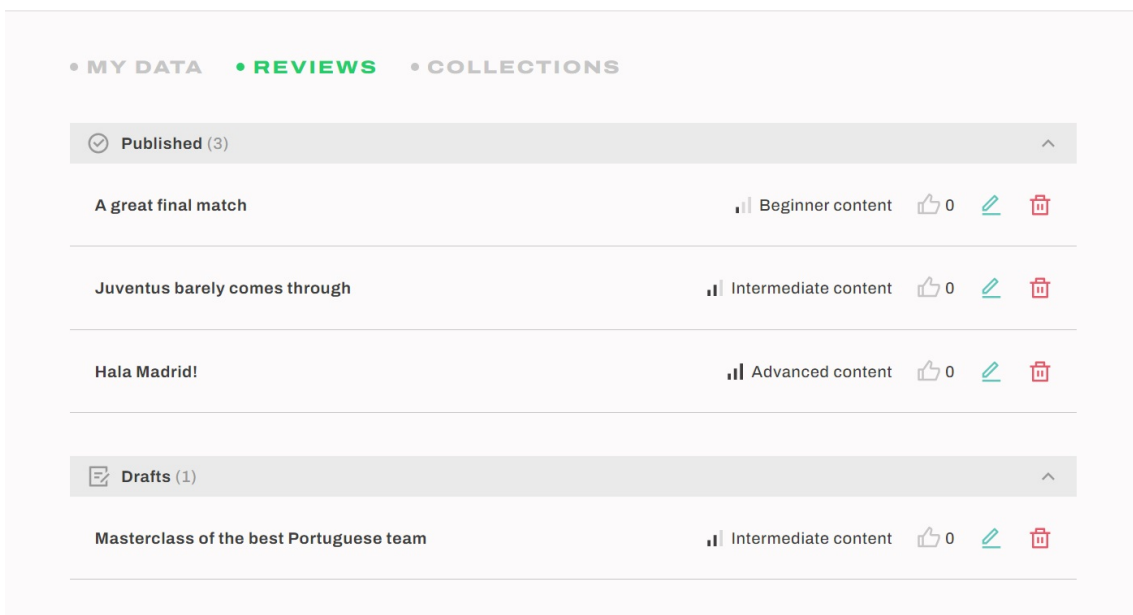 • MY DATA • REVIEWS • COLLECTIONS
Published (3)
A great final match Beginner content 0
Juventus barely comes through Intermediate content 0
Hala Madrid! Advanced content 0
Drafts (1)
Masterclass of the best Portuguese team Intermediate content 0